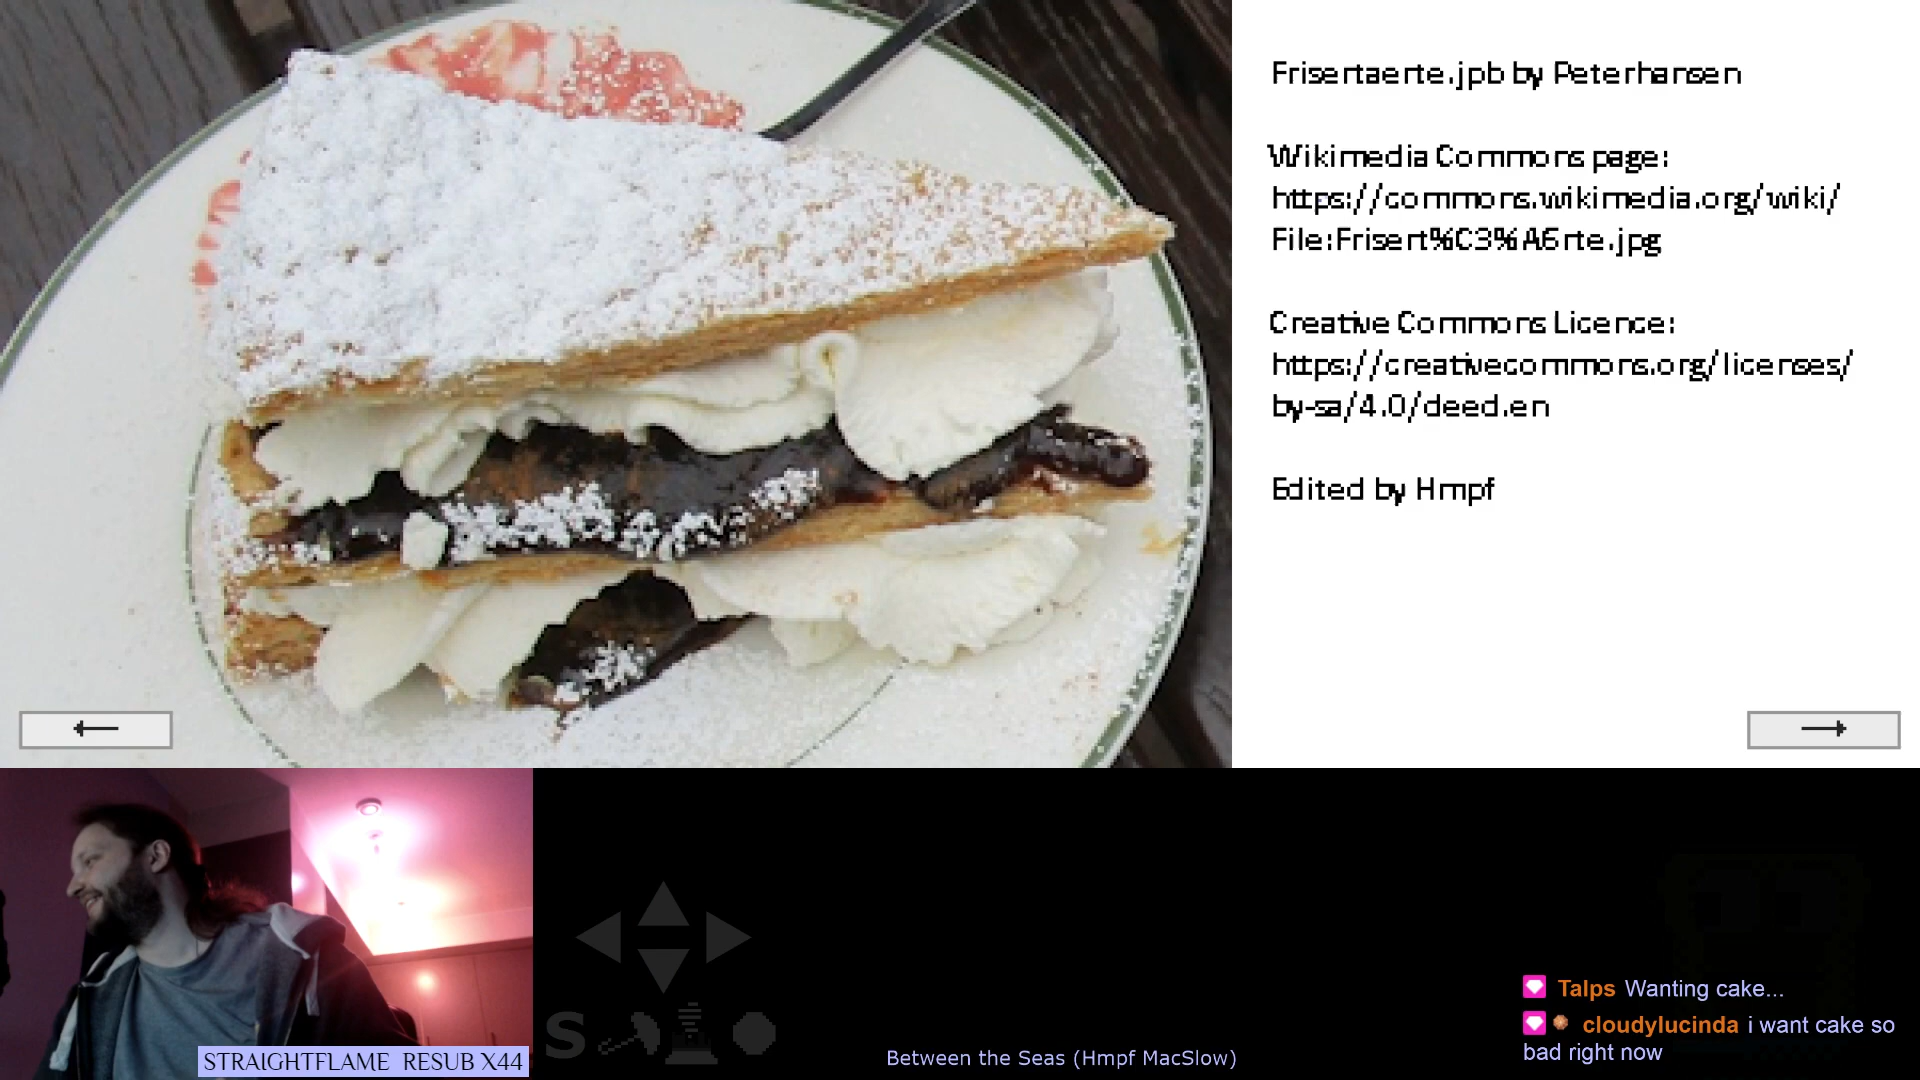 Frisertaerte.jpb by Peterhansen
Wikimedia Commons page:
https://commons.wikimedia.org/wiki/
File:Frisert%C3%A6rte.jpg
Creative Commons Licence:
https://creativecommons.org/licenses/
by-sa/4.0/deed.en
Edited by Hmpf
←
→
S
STRAIGHTFLAME RESUB X44
Between the Seas (Hmpf MacSlow)
Talps Wanting cake...
cloudylucinda i want cake so
bad right now